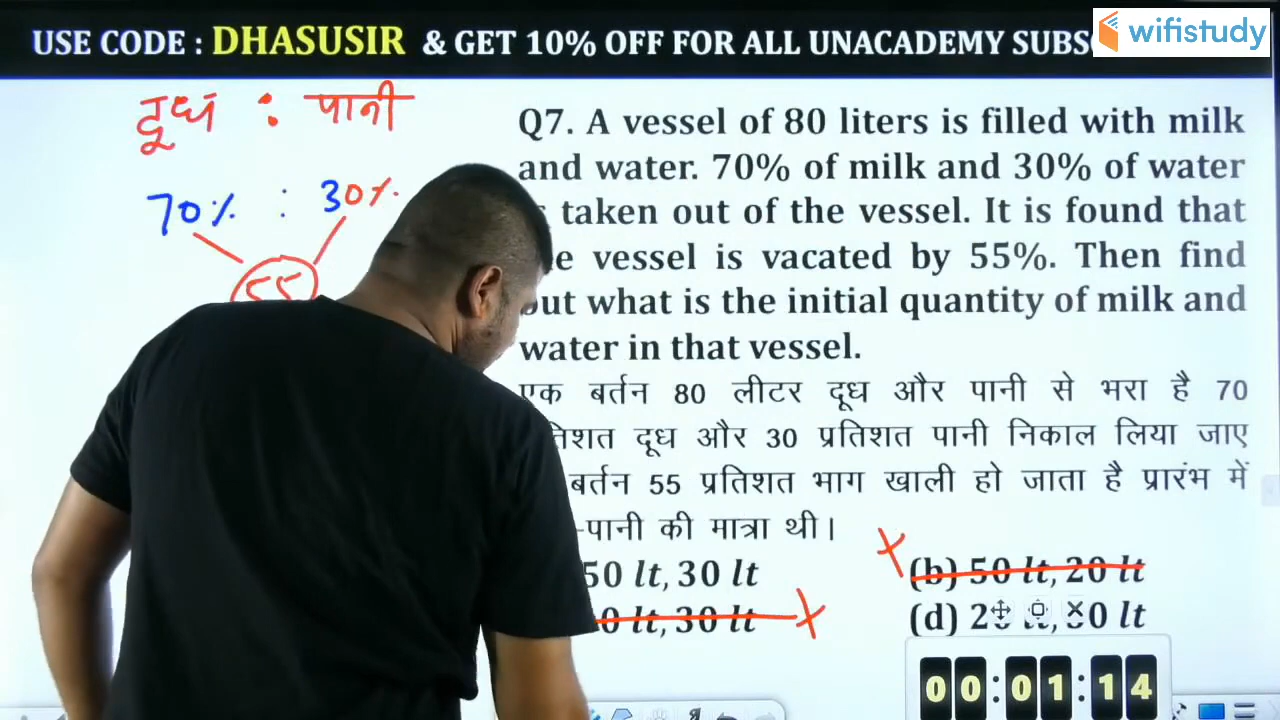 USE CODE : DHASUSIR & GET 10% OFF FOR ALL UNACADEMY
wifistudy
दूध : पानी
70% : 30%
55
Q7. A vessel of 80 liters is filled with milk
and water. 70% of milk and 30% of water
taken out of the vessel. It is found that
vessel is vacated by 55%. Then find
out what is the initial quantity of milk and
water in that vessel.
एक बर्तन 80 लीटर दूध और पानी से भरा है 70
दूध और 30 प्रतिशत पानी निकाल लिया जाए
बर्तन 55 प्रतिशत भाग खाली हो जाता है प्रारंभ में
-पानी की मात्रा थी।
50 lt, 30 lt
(b) 50 lt, 20 lt
0 lt, 30 lt
(d) lt
00:01:14